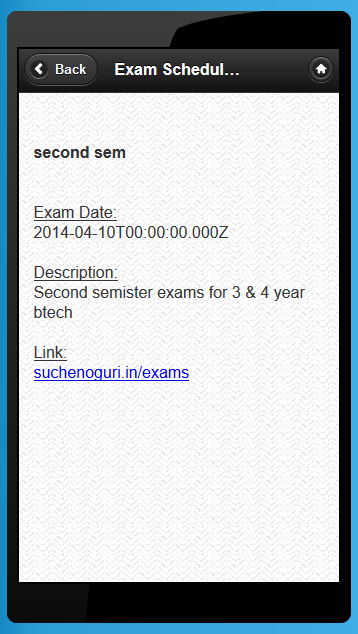 Back
Exam Schedul...
second sem
Exam Date:
2014-04-10T00:00:00.000Z
Description:
Second semister exams for 3 & 4 year
btech
Link:
suchenoguri.in/exams